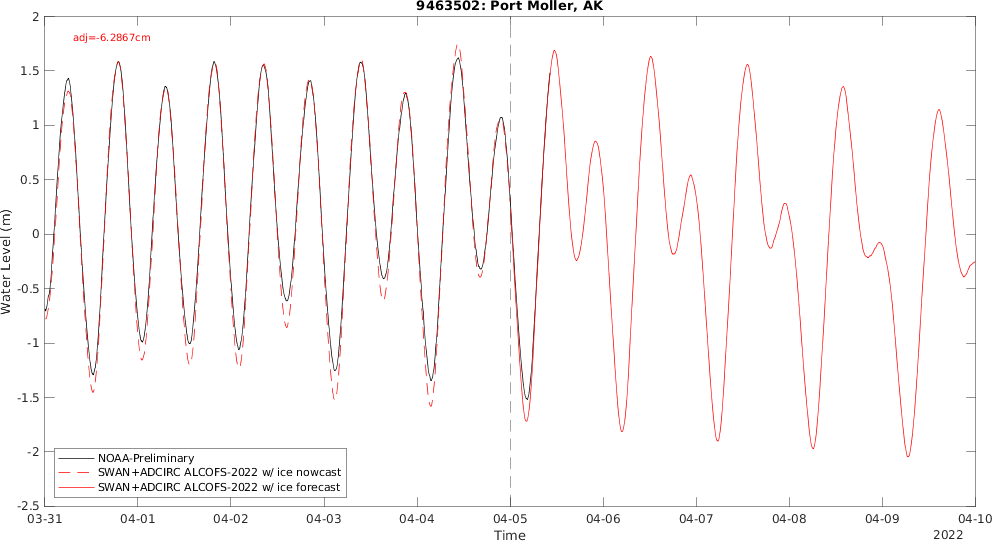 9463502: Port Moller, AK
adj=-6.2867cm
2
1.5
1
0.5
0
-0.5
-1
-1.5
-2
-2.5
Water Level (m)
NOAA-Preliminary
SWAN+ADCIRC ALCOFS-2022 w/ ice nowcast
SWAN+ADCIRC ALCOFS-2022 w/ ice forecast
03-31 04-01 04-02 04-03 04-04 04-05 04-06 04-07 04-08 04-09 04-10
Time
2022